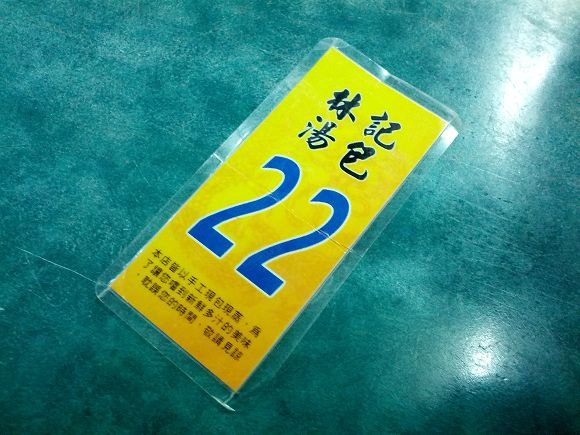 林記
湯包
22
本店皆以手工現包現蒸，為
了讓您嚐到新鮮多汁的美味
，耽誤您的時間，敬請見諒